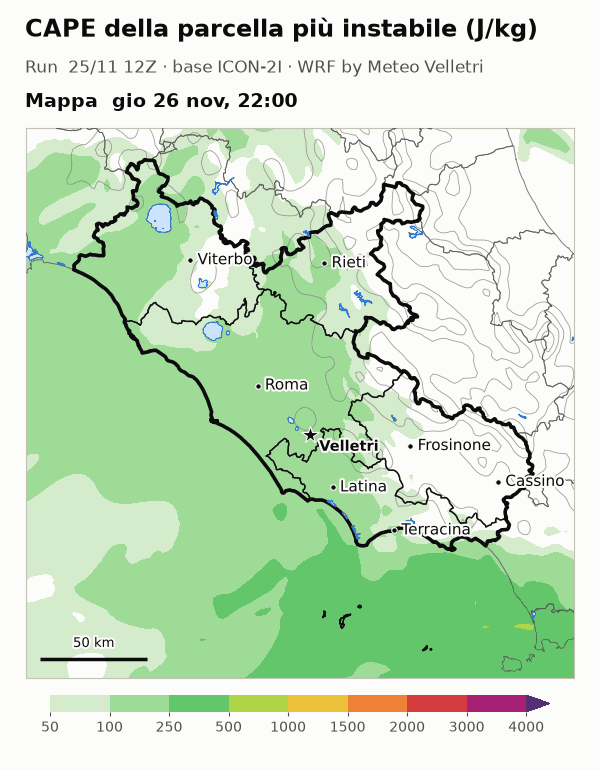 CAPE della parcella più instabile (J/kg)
Run  25/11 12Z · base ICON-2I · WRF by Meteo Velletri
Mappa  gio 26 nov, 22:00
Viterbo
Rieti
Roma
Velletri
Frosinone
Cassino
Latina
Terracina
50 km
50 100 250 500 1000 1500 2000 3000 4000